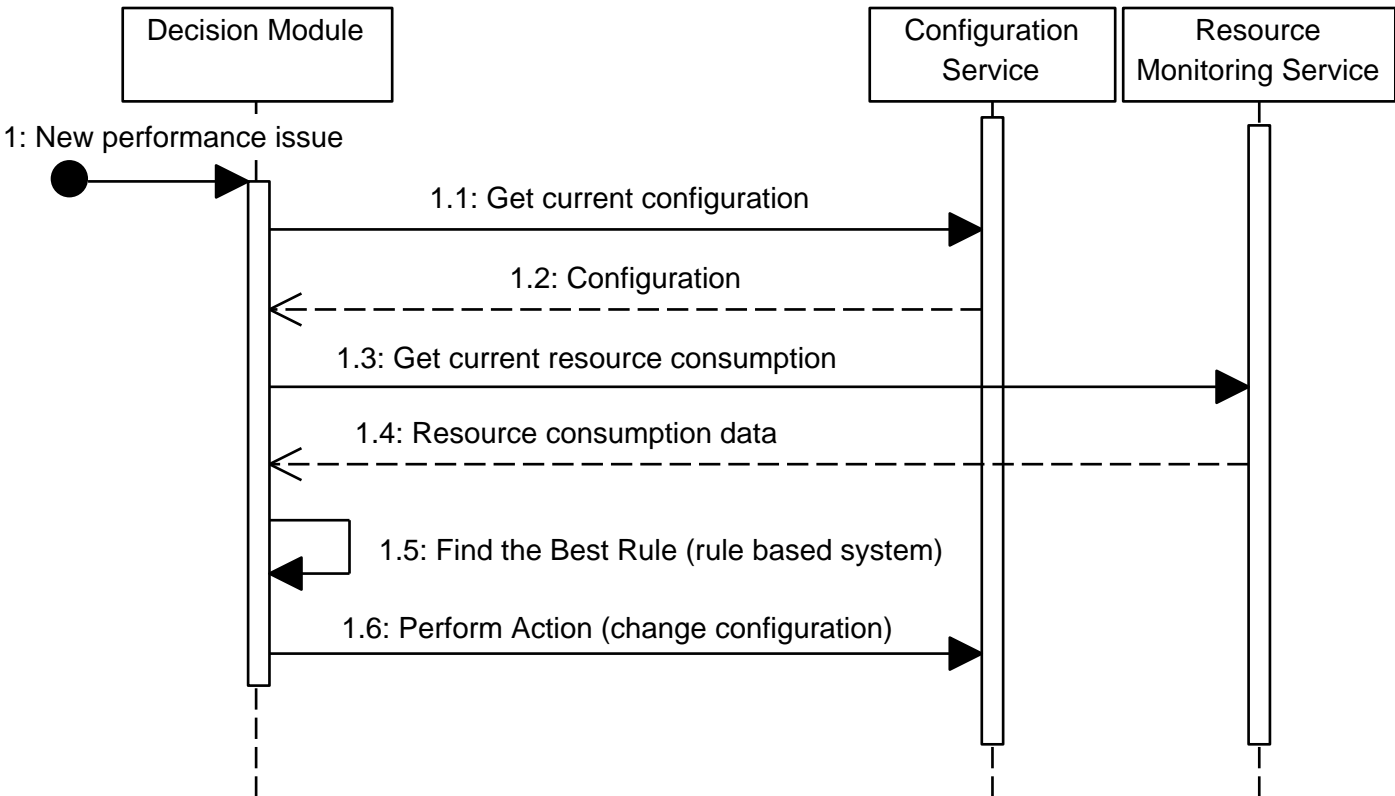 Decision Module
Configuration
Service
Resource
Monitoring Service
1: New performance issue
1.1: Get current configuration
1.2: Configuration
1.3: Get current resource consumption
1.4: Resource consumption data
1.5: Find the Best Rule (rule based system)
1.6: Perform Action (change configuration)